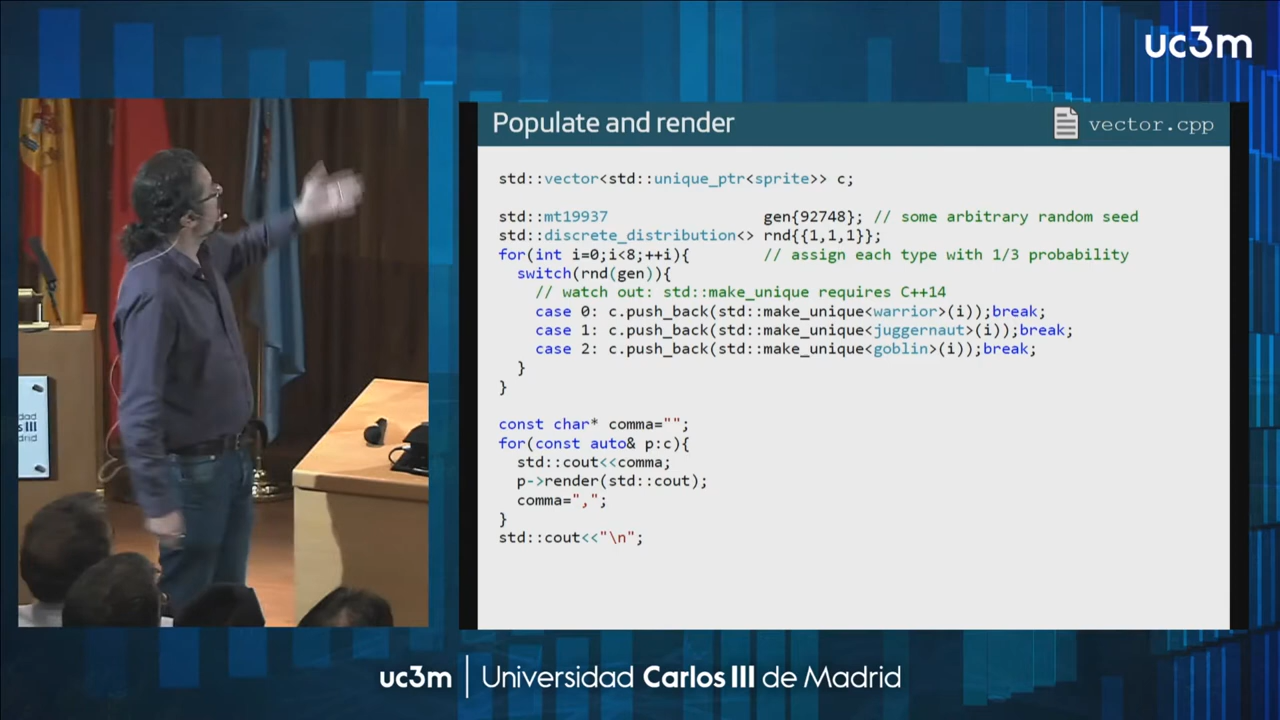 uc3m
Populate and render
vector.cpp
std::vector<std::unique_ptr<sprite>> c;
std::mt19937                 gen{92748}; // some arbitrary random seed
std::discrete_distribution<> rnd{{1,1,1}};
for(int i=0;i<8;++i){        // assign each type with 1/3 probability
  switch(rnd(gen)){
    // watch out: std::make_unique requires C++14
    case 0: c.push_back(std::make_unique<warrior>(i));break;
    case 1: c.push_back(std::make_unique<juggernaut>(i));break;
    case 2: c.push_back(std::make_unique<goblin>(i));break;
  }
}
const char* comma="";
for(const auto& p:c){
  std::cout<<comma;
  p->render(std::cout);
  comma=",";
}
std::cout<<"\n";
dad
s III
drid
uc3m | Universidad Carlos III de Madrid